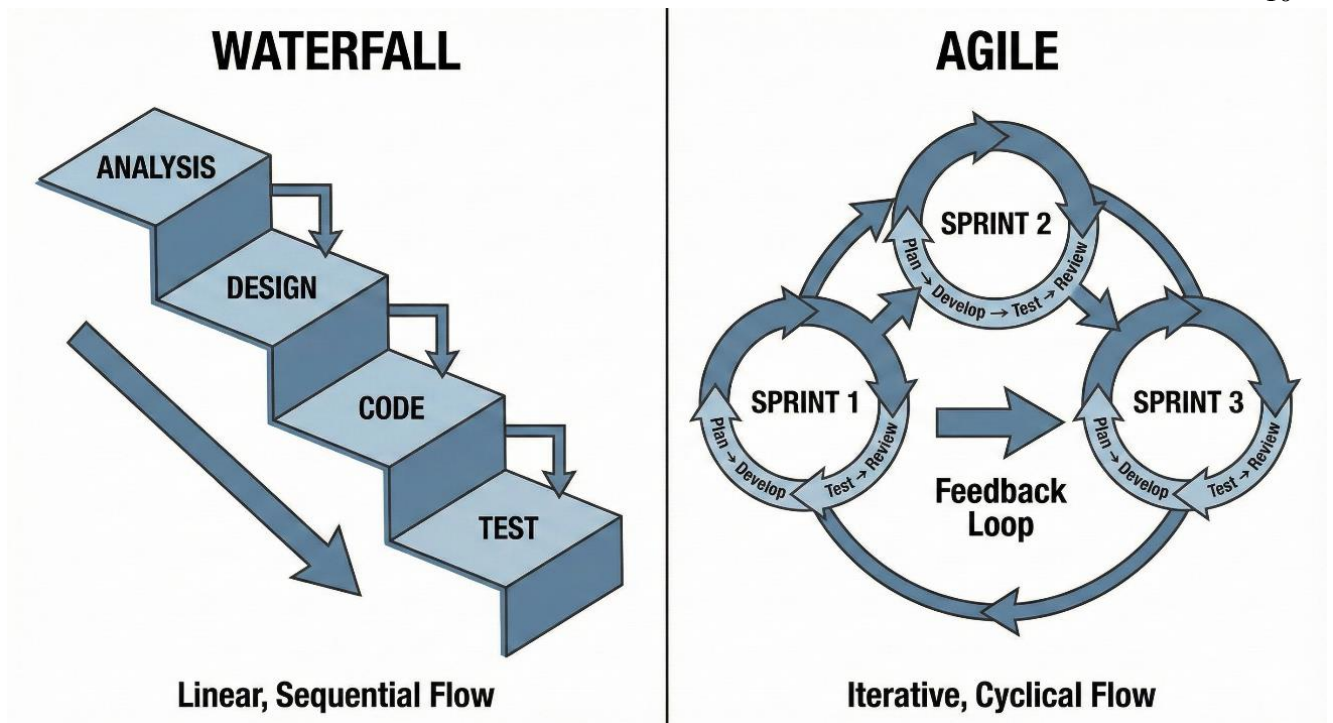 WATERFALL
ANALYSIS
DESIGN
CODE
TEST
Linear, Sequential Flow
AGILE
SPRINT 2
Plan → Develop → Test → Review
SPRINT 1
Plan → Develop
Test → Review
SPRINT 3
Plan → Develop
Test → Review
Feedback
Loop
Iterative, Cyclical Flow